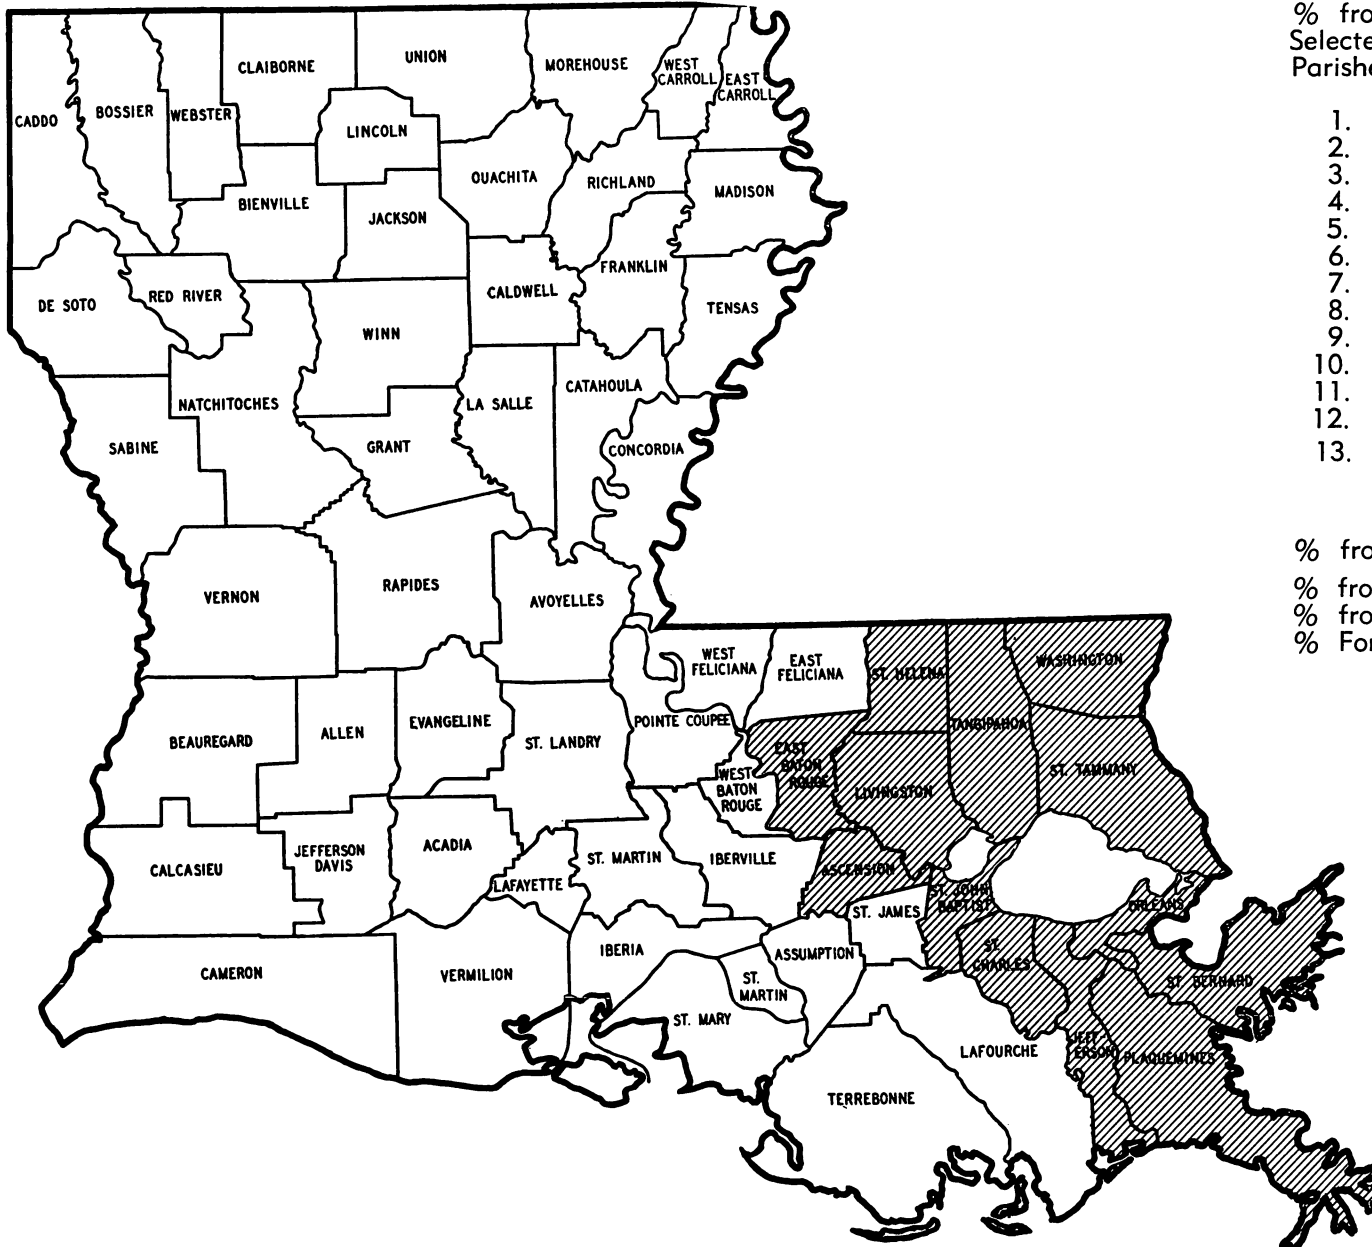 CADDO
BOSSIER
WEBSTER
CLAIBORNE
UNION
MOREHOUSE
WEST
CARROLL
EAST
CARROLL
LINCOLN
OUACHITA
RICHLAND
MADISON
BIENVILLE
JACKSON
DE SOTO
RED RIVER
CALDWELL
FRANKLIN
TENSAS
WINN
NATCHITOCHES
LA SALLE
CATAHOULA
SABINE
GRANT
CONCORDIA
VERNON
RAPIDES
AVOYELLES
WEST
FELICIANA
EAST
FELICIANA
ST. HELENA
WASHINGTON
BEAUREGARD
ALLEN
EVANGELINE
ST. LANDRY
POINTE COUPEE
TANGIPAHOA
EAST
BATON
ROUGE
WEST
BATON
ROUGE
LIVINGSTON
ST. TAMMANY
CALCASIEU
JEFFERSON
DAVIS
ACADIA
LAFAYETTE
ST. MARTIN
IBERVILLE
ASCENSION
ST. JAMES
ST. JOHN
BAPTIST
ORLEANS
CAMERON
VERMILION
IBERIA
ST.
MARTIN
ASSUMPTION
ST.
CHARLES
ST BERNARD
ST. MARY
LAFOURCHE
JEFF-
ERSON
PLAQUEMINES
TERREBONNE
% fro
Selecte
Parishe
1.
2.
3.
4.
5.
6.
7.
8.
9.
10.
11.
12.
13.
% fro
% fro
% fro
% For